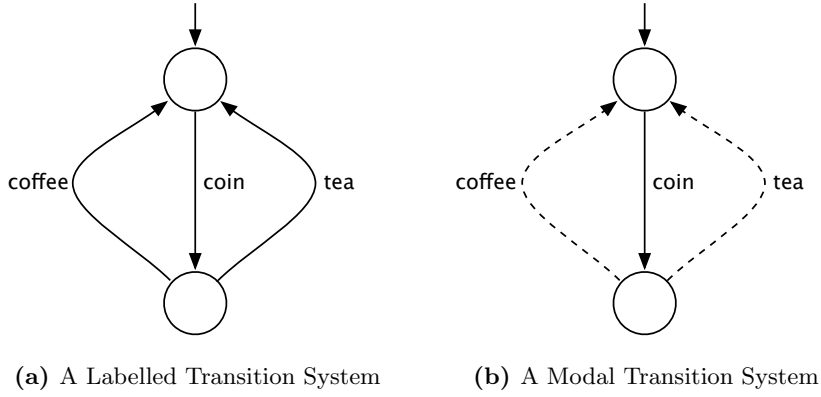 coffee coin tea coffee coin tea
(a) A Labelled Transition System (b) A Modal Transition System